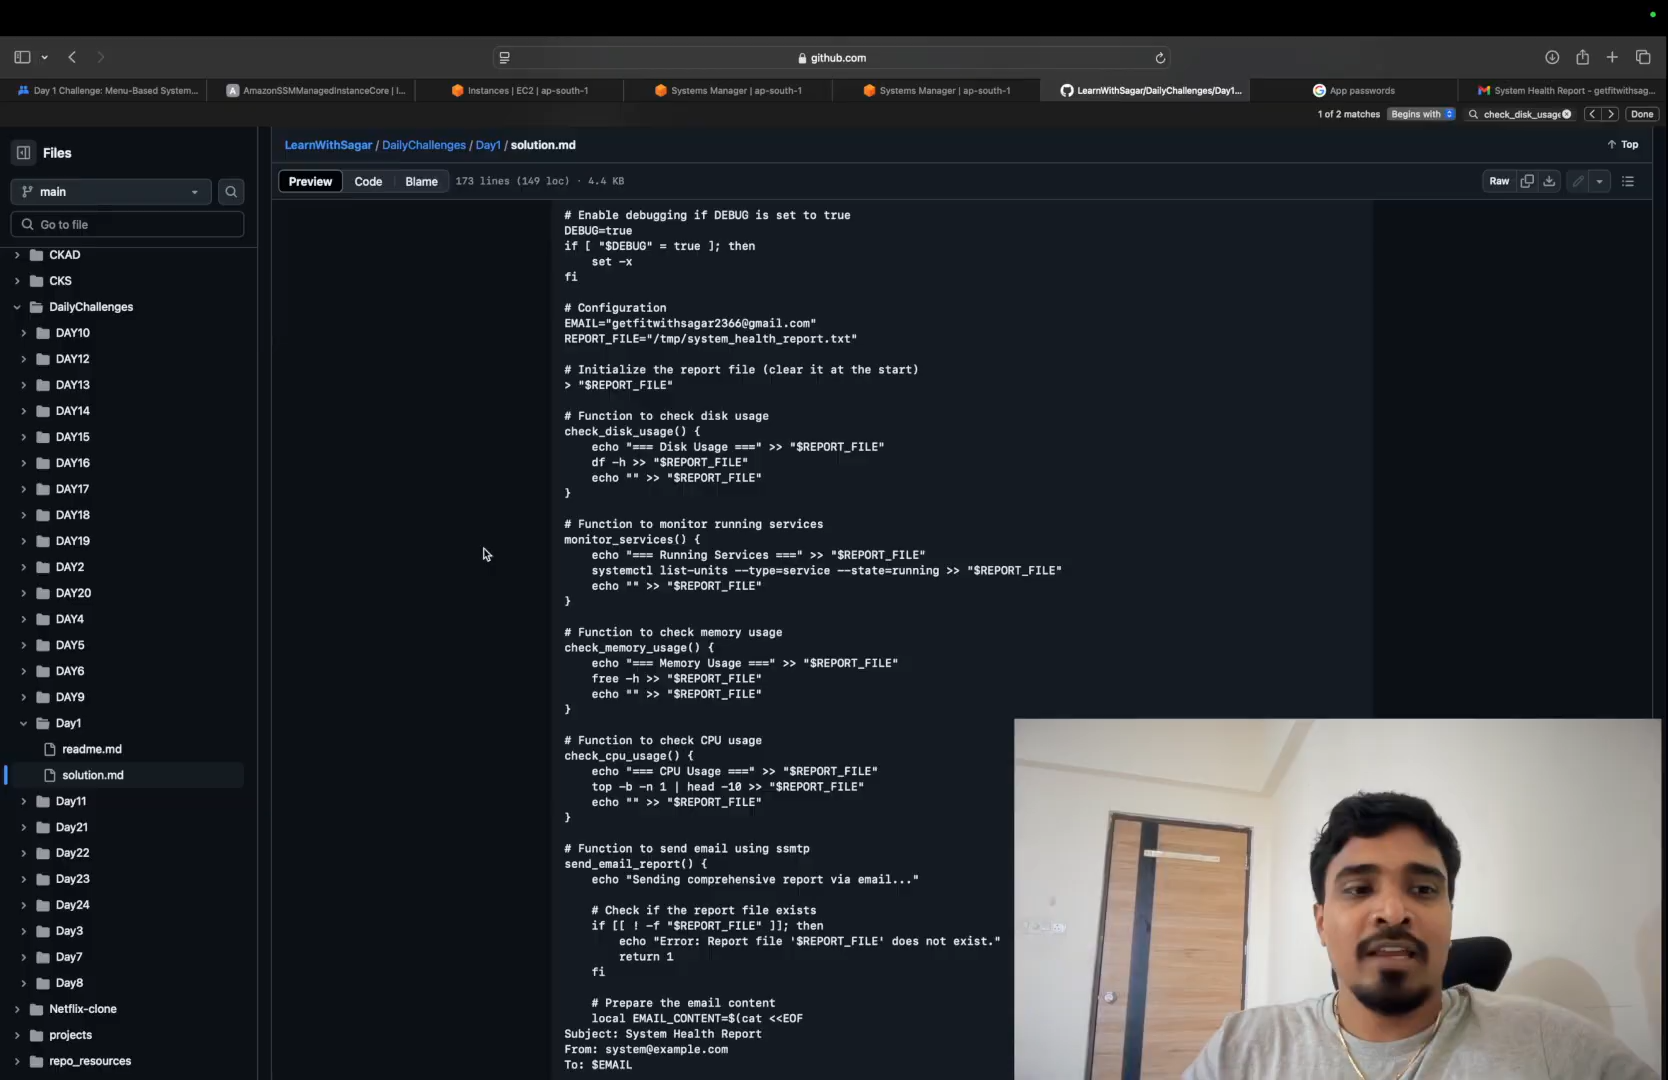 github.com
Day 1 Challenge: Menu-Based System...
AmazonSSMManagedInstanceCore | I...
Instances | EC2 | ap-south-1
Systems Manager | ap-south-1
Systems Manager | ap-south-1
LearnWithSagar/DailyChallenges/Day1...
App passwords
System Health Report - getfitwithsag...
1 of 2 matches
Begins with
check_disk_usage
Done
Files
main
Go to file
CKAD
CKS
DailyChallenges
DAY10
DAY12
DAY13
DAY14
DAY15
DAY16
DAY17
DAY18
DAY19
DAY2
DAY20
DAY4
DAY5
DAY6
DAY9
Day1
readme.md
solution.md
Day11
Day21
Day22
Day23
Day24
Day3
Day7
Day8
Netflix-clone
projects
repo_resources
LearnWithSagar / DailyChallenges / Day1 / solution.md
Top
Preview Code Blame 173 lines (149 loc) · 4.4 KB
Raw
# Enable debugging if DEBUG is set to true
DEBUG=true
if [ "$DEBUG" = true ]; then
set -x
fi
# Configuration
EMAIL="getfitwithsagar2366@gmail.com"
REPORT_FILE="/tmp/system_health_report.txt"
# Initialize the report file (clear it at the start)
> "$REPORT_FILE"
# Function to check disk usage
check_disk_usage() {
echo "=== Disk Usage ===" >> "$REPORT_FILE"
df -h >> "$REPORT_FILE"
echo "" >> "$REPORT_FILE"
}
# Function to monitor running services
monitor_services() {
echo "=== Running Services ===" >> "$REPORT_FILE"
systemctl list-units --type=service --state=running >> "$REPORT_FILE"
echo "" >> "$REPORT_FILE"
}
# Function to check memory usage
check_memory_usage() {
echo "=== Memory Usage ===" >> "$REPORT_FILE"
free -h >> "$REPORT_FILE"
echo "" >> "$REPORT_FILE"
}
# Function to check CPU usage
check_cpu_usage() {
echo "=== CPU Usage ===" >> "$REPORT_FILE"
top -b -n 1 | head -10 >> "$REPORT_FILE"
echo "" >> "$REPORT_FILE"
}
# Function to send email using ssmtp
send_email_report() {
echo "Sending comprehensive report via email..."
# Check if the report file exists
if [[ ! -f "$REPORT_FILE" ]]; then
echo "Error: Report file '$REPORT_FILE' does not exist."
return 1
fi
# Prepare the email content
local EMAIL_CONTENT=$(cat <<EOF
Subject: System Health Report
From: system@example.com
To: $EMAIL